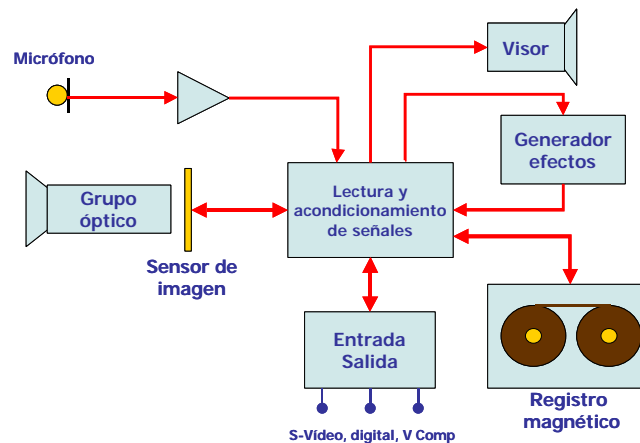 Micrófono
Visor
Generador
efectos
Lectura y
acondicionamiento
de señales
Grupo
óptico
Sensor de
imagen
Entrada
Salida
Registro
magnético
S-Vídeo, digital, V Comp